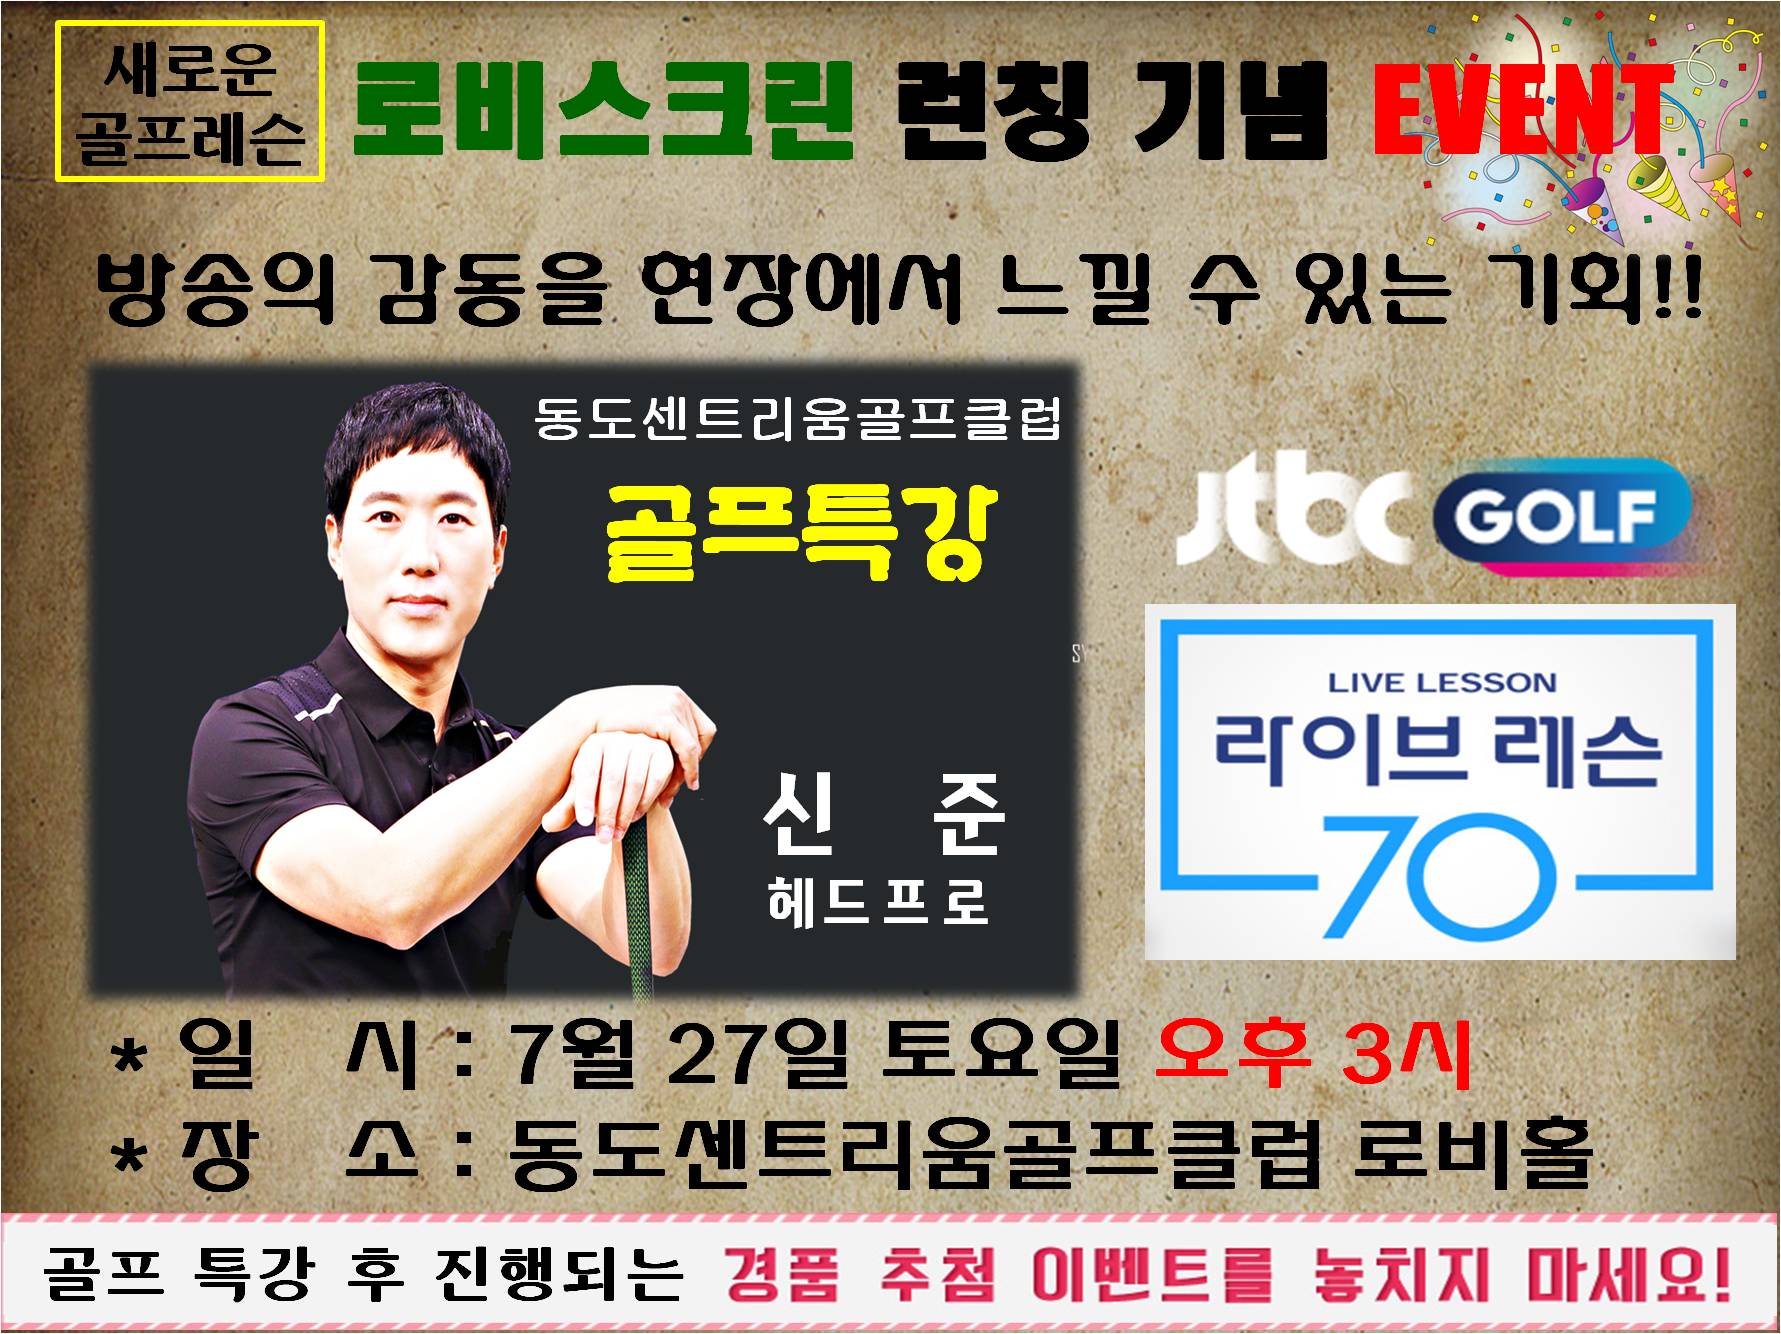 새로운
골프레슨
로비스크린 런칭 기념 EVENT
방송의 감동을 현장에서 느낄 수 있는 기회!!
동도센트리움골프클럽
골프특강
신 준
헤드프로
Jtbc GOLF
LIVE LESSON
라이브 레슨
70
* 일 시 : 7월 27일 토요일 오후 3시
* 장 소 : 동도센트리움골프클럽 로비홀
골프 특강 후 진행되는 경품 추첨 이벤트를 놓치지 마세요!